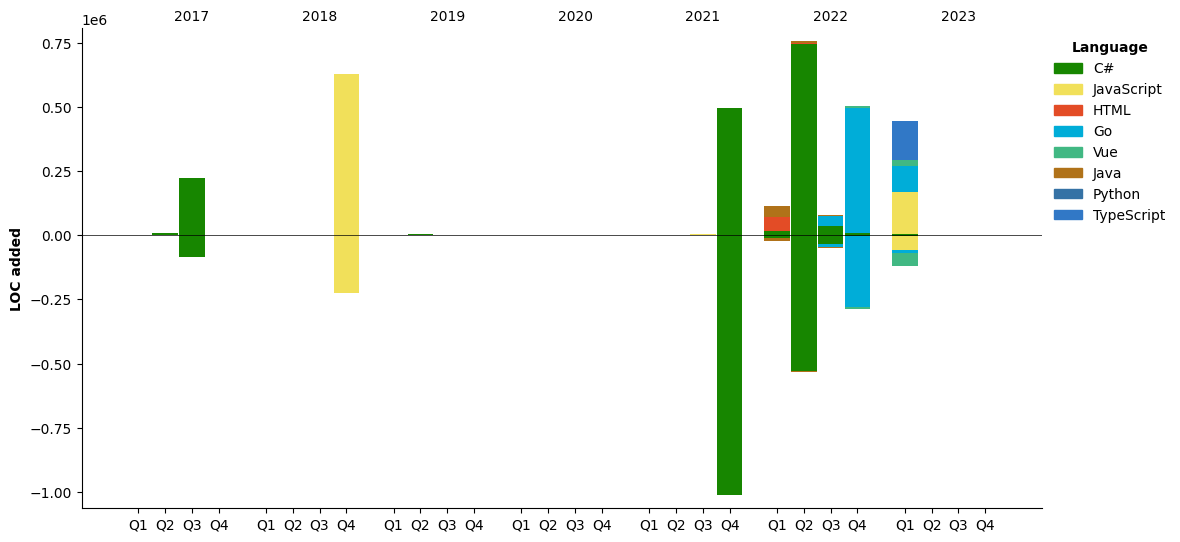 1e6
2017 2018 2019 2020 2021 2022 2023
Language
C#
JavaScript
HTML
Go
Vue
Java
Python
TypeScript
LOC added
0.75
0.50
0.25
0.00
−0.25
−0.50
−0.75
−1.00
Q1 Q2 Q3 Q4 Q1 Q2 Q3 Q4 Q1 Q2 Q3 Q4 Q1 Q2 Q3 Q4 Q1 Q2 Q3 Q4 Q1 Q2 Q3 Q4 Q1 Q2 Q3 Q4